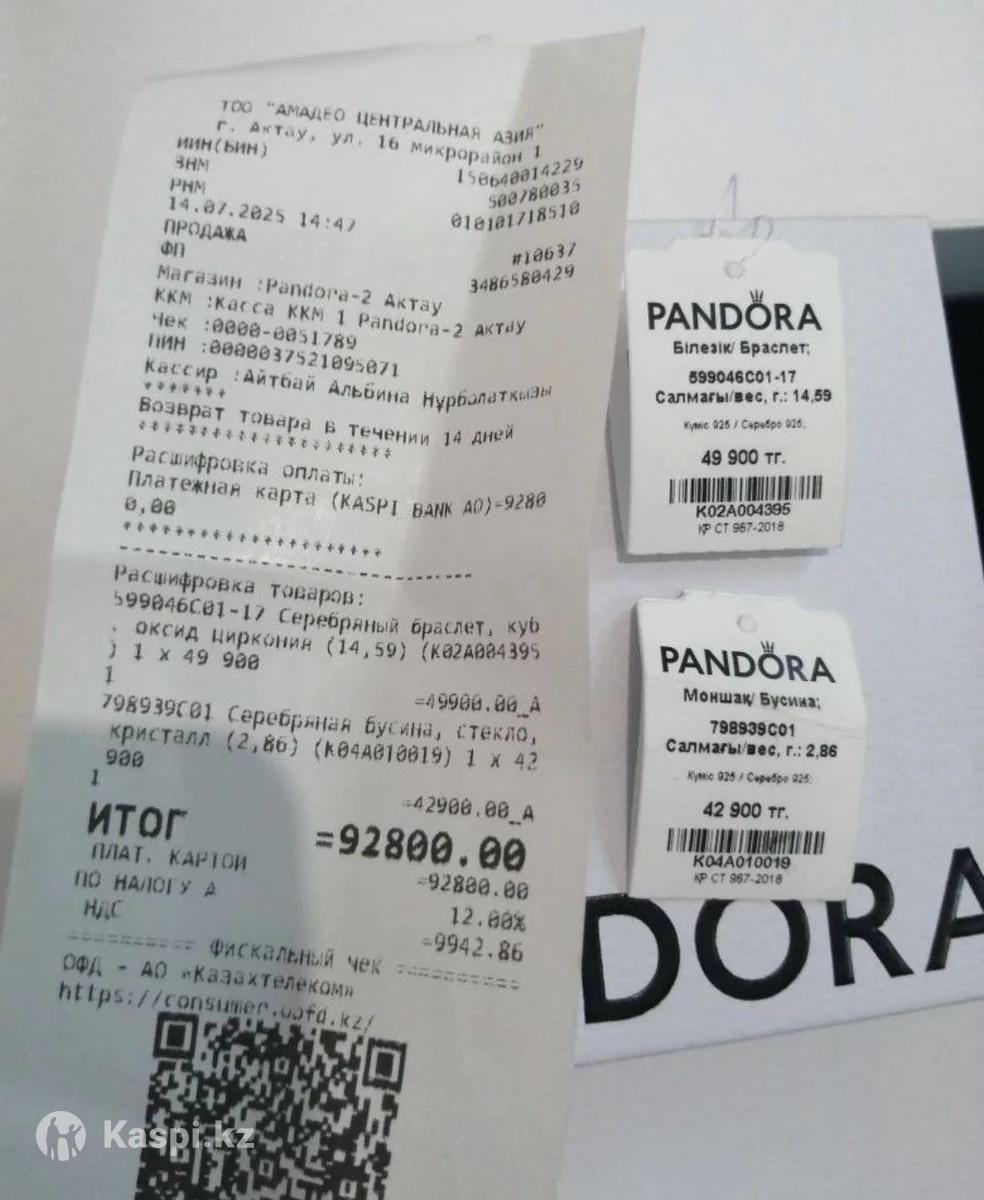 ТОО "АМАДЕО ЦЕНТРАЛЬНАЯ АЗИЯ"
г. Актау, ул. 16 микрорайон 1
ИИН(БИН) 150640014229
ЗНМ 500780035
РНМ 010101718510
14.07.2025 14:47
ПРОДАЖА #10637
ФП 3486580429
Магазин :Pandora-2 Актау
ККМ :Касса ККМ 1 Pandora-2 актау
Чек :0000-0051789
ПИН :0000037521095071
Кассир :Айтбай Альбина Нұрболатқызы
*******
Возврат товара в течении 14 дней
*********************
Расшифровка оплаты:
Платежная карта (KASPI BANK АО)=9280
0,00
*********************
------------------------------
Расшифровка товаров:
599046C01-17 Серебряный браслет, куб
. оксид циркония (14,59) (K02A004395
) 1 x 49 900
1 =49900.00_А
798939C01 Серебряная бусина, стекло,
кристалл (2,86) (K04A010019) 1 x 42
900
1 =42900.00_А
ИТОГ =92800.00
ПЛАТ. КАРТОЙ =92800.00
ПО НАЛОГУ А 12.00%
НДС =9942.86
========== ФИСКАЛЬНЫЙ ЧЕК ==========
ОФД - АО «Казахтелеком»
https://consumer.oofd.kz/
PANDORA
Білезік/ Браслет;
599046C01-17
Салмағы/вес, г.: 14,59
Күміс 925 / Серебро 925;
49 900 тг.
K02A004395
ҚР СТ 967-2018
PANDORA
Моншақ/ Бусина;
798939C01
Салмағы/вес, г.: 2,86
Күміс 925 / Серебро 925;
42 900 тг.
K04A010019
ҚР СТ 967-2018
DORA
Kaspi.kz